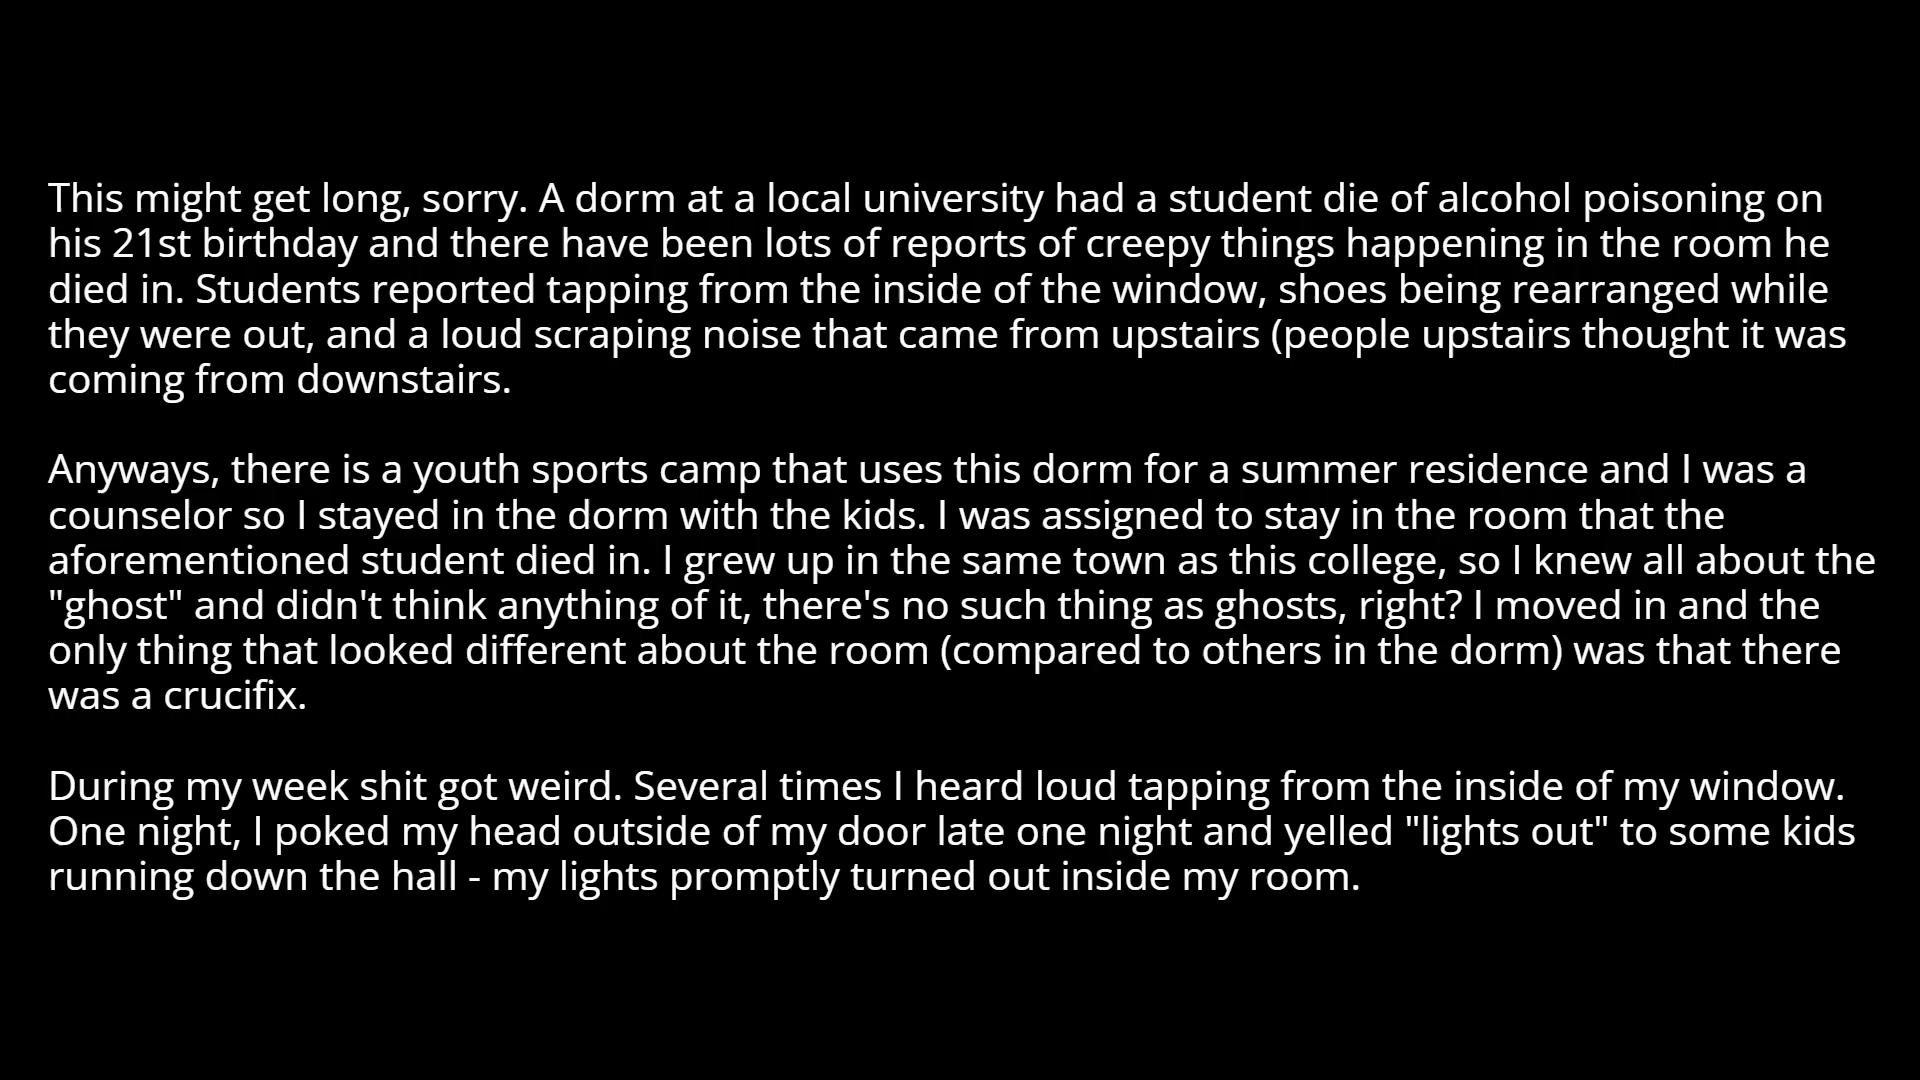 This might get long, sorry. A dorm at a local university had a student die of alcohol poisoning on
his 21st birthday and there have been lots of reports of creepy things happening in the room he
died in. Students reported tapping from the inside of the window, shoes being rearranged while
they were out, and a loud scraping noise that came from upstairs (people upstairs thought it was
coming from downstairs.
Anyways, there is a youth sports camp that uses this dorm for a summer residence and I was a
counselor so I stayed in the dorm with the kids. I was assigned to stay in the room that the
aforementioned student died in. I grew up in the same town as this college, so I knew all about the
"ghost" and didn't think anything of it, there's no such thing as ghosts, right? I moved in and the
only thing that looked different about the room (compared to others in the dorm) was that there
was a crucifix.
During my week shit got weird. Several times I heard loud tapping from the inside of my window.
One night, I poked my head outside of my door late one night and yelled "lights out" to some kids
running down the hall - my lights promptly turned out inside my room.